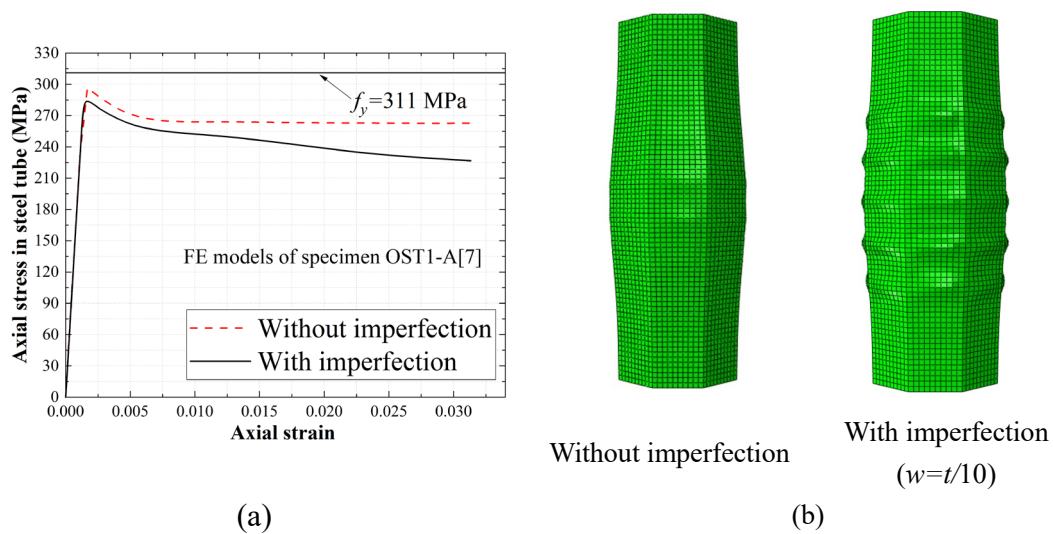 (a)
Axial stress in steel tube (MPa)
330
300
270
240
210
180
150
120
90
60
30
0
f_y=311 MPa
FE models of specimen OST1-A[7]
Without imperfection
With imperfection
0.000 0.005 0.010 0.015 0.020 0.025 0.030
Axial strain
Without imperfection
With imperfection
(w=t/10)
(a)
(b)